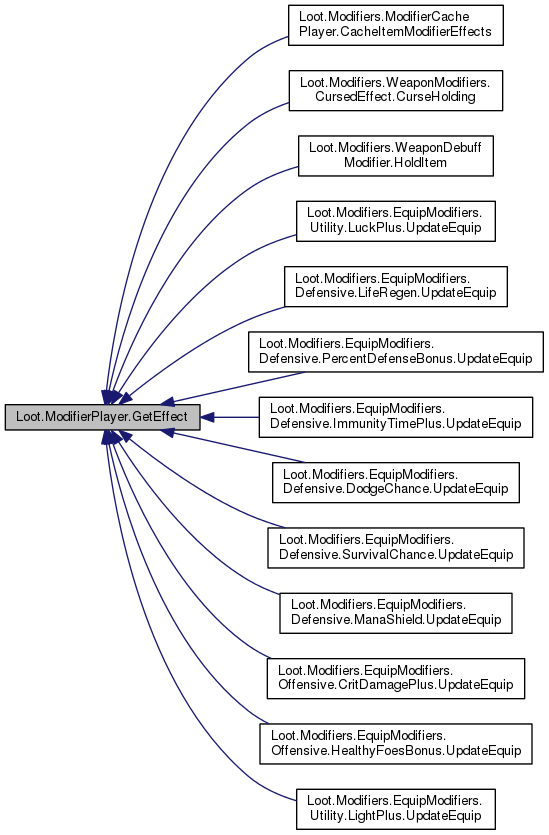 Loot.Modifiers.ModifierCache
Player.CacheItemModifierEffects
Loot.Modifiers.WeaponModifiers.
CursedEffect.CurseHolding
Loot.Modifiers.WeaponDebuff
Modifier.HoldItem
Loot.Modifiers.EquipModifiers.
Utility.LuckPlus.UpdateEquip
Loot.Modifiers.EquipModifiers.
Defensive.LifeRegen.UpdateEquip
Loot.Modifiers.EquipModifiers.
Defensive.PercentDefenseBonus.UpdateEquip
Loot.ModifierPlayer.GetEffect
Loot.Modifiers.EquipModifiers.
Defensive.ImmunityTimePlus.UpdateEquip
Loot.Modifiers.EquipModifiers.
Defensive.DodgeChance.UpdateEquip
Loot.Modifiers.EquipModifiers.
Defensive.SurvivalChance.UpdateEquip
Loot.Modifiers.EquipModifiers.
Defensive.ManaShield.UpdateEquip
Loot.Modifiers.EquipModifiers.
Offensive.CritDamagePlus.UpdateEquip
Loot.Modifiers.EquipModifiers.
Offensive.HealthyFoesBonus.UpdateEquip
Loot.Modifiers.EquipModifiers.
Utility.LightPlus.UpdateEquip